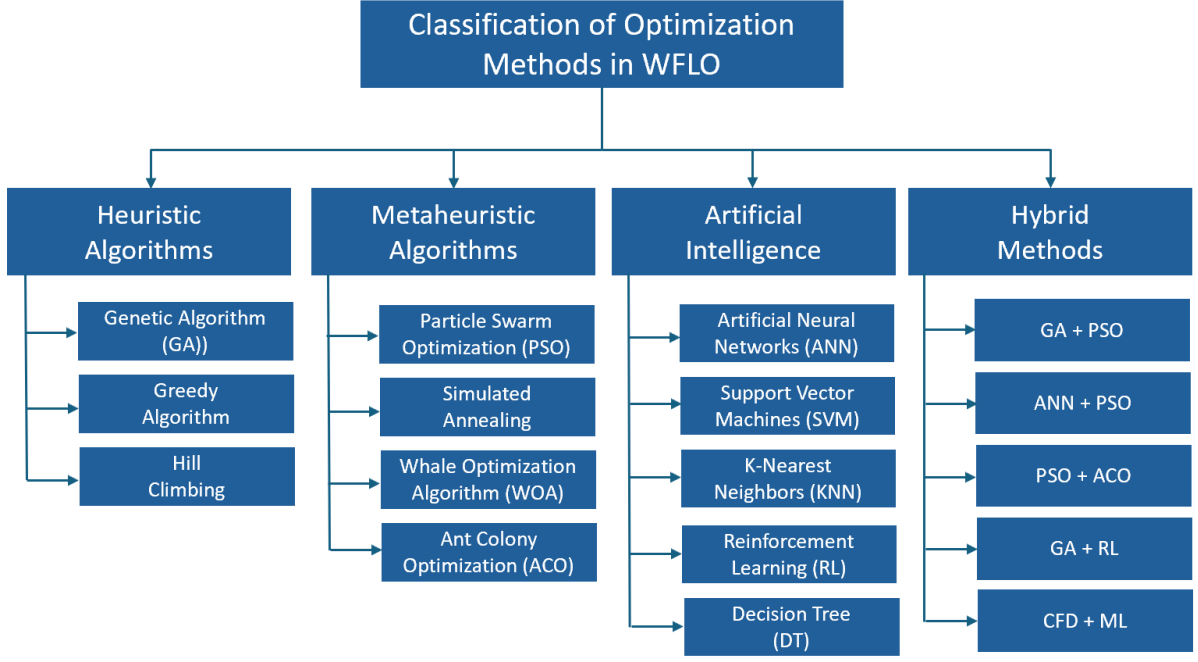 Classification of Optimization
Methods in WFLO
Heuristic
Algorithms
Genetic Algorithm
(GA))
Greedy
Algorithm
Hill
Climbing
Metaheuristic
Algorithms
Particle Swarm
Optimization (PSO)
Simulated
Annealing
Whale Optimization
Algorithm (WOA)
Ant Colony
Optimization (ACO)
Artificial
Intelligence
Artificial Neural
Networks (ANN)
Support Vector
Machines (SVM)
K-Nearest
Neighbors (KNN)
Reinforcement
Learning (RL)
Decision Tree
(DT)
Hybrid
Methods
GA + PSO
ANN + PSO
PSO + ACO
GA + RL
CFD + ML